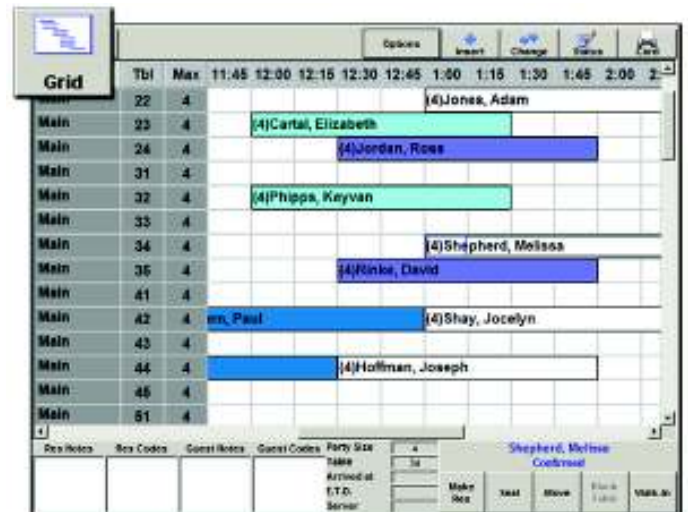 Grid
Options Insert Change Status
Tbl Max 11:45 12:00 12:15 12:30 12:45 1:00 1:15 1:30 1:45 2:00
Main 22 4 (4)Jones, Adam
Main 23 4 (4)Cartal, Elizabeth
Main 24 4 (4)Jordan, Ross
Main 31 4
Main 32 4 (4)Phipps, Keyvan
Main 33 4
Main 34 4 (4)Shepherd, Melissa
Main 35 4 (4)Rinke, David
Main 41 4
Main 42 4 Paul (4)Shay, Jocelyn
Main 43 4
Main 44 4 (4)Hoffman, Joseph
Main 45 4
Main 51 4
Res Notes Res Codes Guest Notes Guest Codes Party Size 4 Shepherd, Melissa
Table 34 Confirmed
Arrived at
E.T.D.
Server
Make Res Seat Move Walk-In